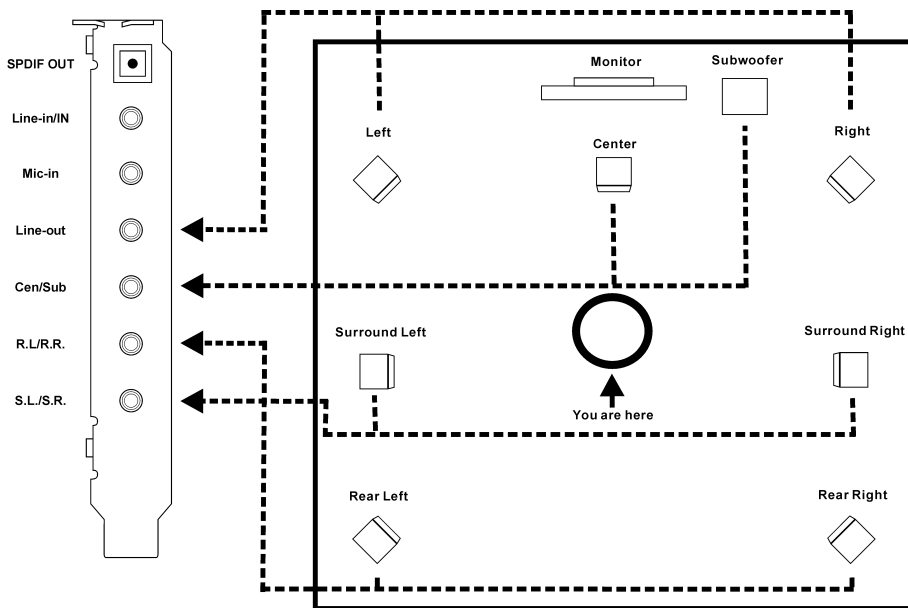 SPDIF OUT
Line-in/IN
Mic-in
Line-out
Cen/Sub
R.L/R.R.
S.L./S.R.
Monitor
Subwoofer
Left
Center
Right
Surround Left
Surround Right
You are here
Rear Left
Rear Right